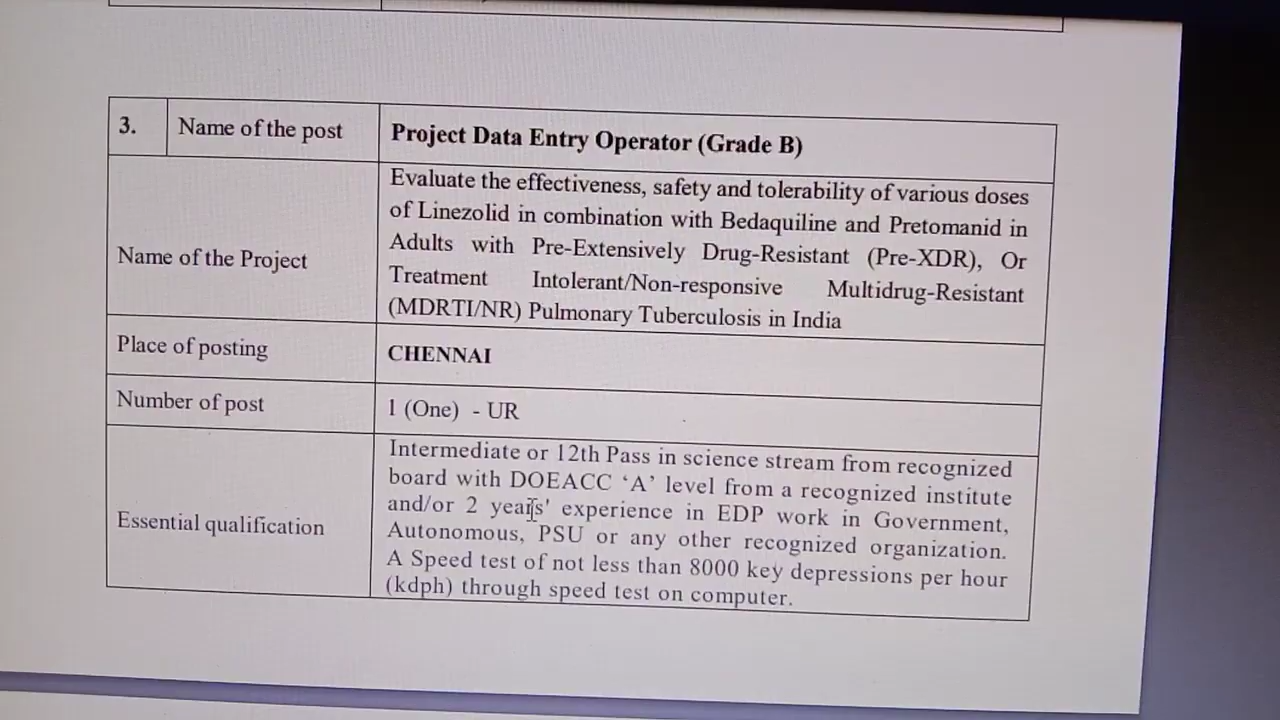 3. Name of the post Project Data Entry Operator (Grade B)
Name of the Project
Evaluate the effectiveness, safety and tolerability of various doses
of Linezolid in combination with Bedaquiline and Pretomanid in
Adults with Pre-Extensively Drug-Resistant (Pre-XDR), Or
Treatment Intolerant/Non-responsive Multidrug-Resistant
(MDRTI/NR) Pulmonary Tuberculosis in India
Place of posting CHENNAI
Number of post 1 (One) - UR
Essential qualification
Intermediate or 12th Pass in science stream from recognized
board with DOEACC ‘A’ level from a recognized institute
and/or 2 years' experience in EDP work in Government,
Autonomous, PSU or any other recognized organization.
A Speed test of not less than 8000 key depressions per hour
(kdph) through speed test on computer.